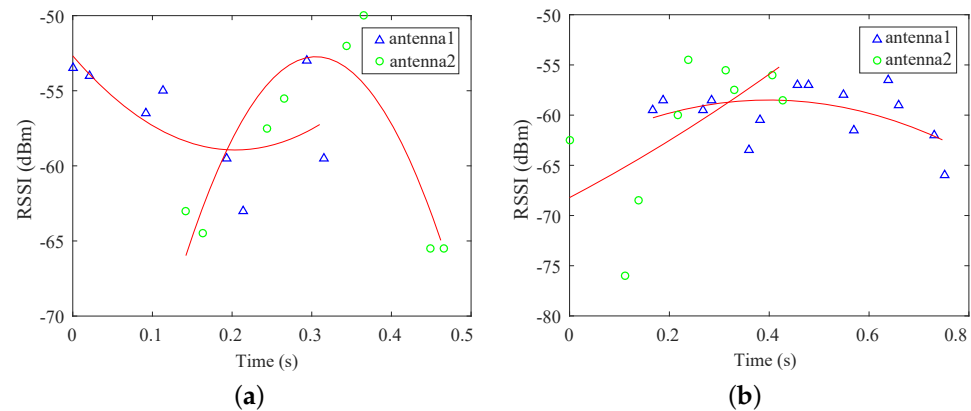 -50
-55
-60
-65
-70
RSSI (dBm)
0
0.1
0.2
0.3
0.4
0.5
Time (s)
antenna1
antenna2
(a)
-50
-55
-60
-65
-70
-75
-80
RSSI (dBm)
0
0.2
0.4
0.6
0.8
Time (s)
antenna1
antenna2
(b)